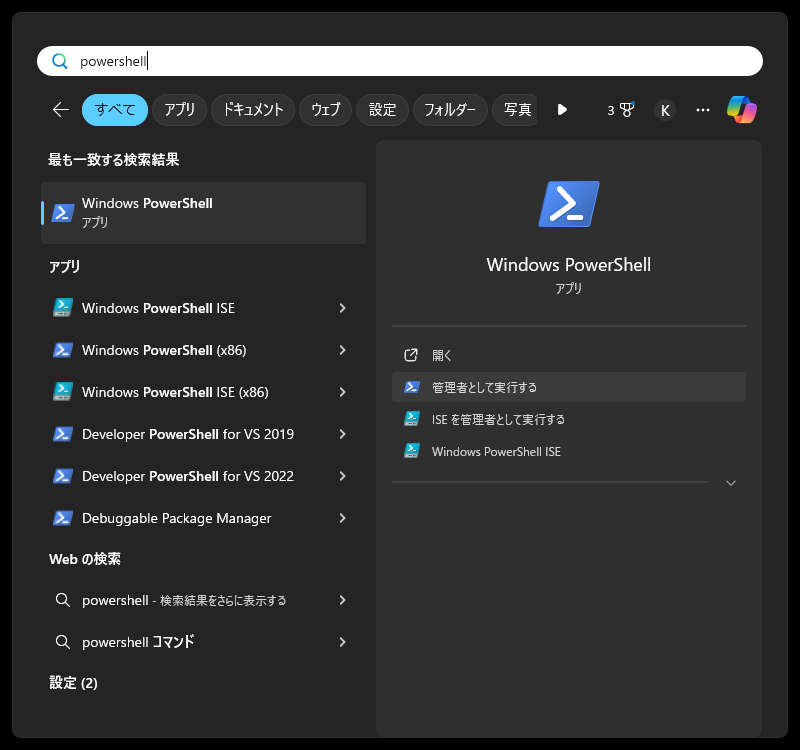 powershell
すべて アプリ ドキュメント ウェブ 設定 フォルダー 写真 3 K
最も一致する検索結果
Windows PowerShell
アプリ
アプリ
Windows PowerShell ISE
Windows PowerShell (x86)
Windows PowerShell ISE (x86)
Developer PowerShell for VS 2019
Developer PowerShell for VS 2022
Debuggable Package Manager
Web の検索
powershell - 検索結果をさらに表示する
powershell コマンド
設定 (2)
Windows PowerShell
アプリ
開く
管理者として実行する
ISE を管理者として実行する
Windows PowerShell ISE